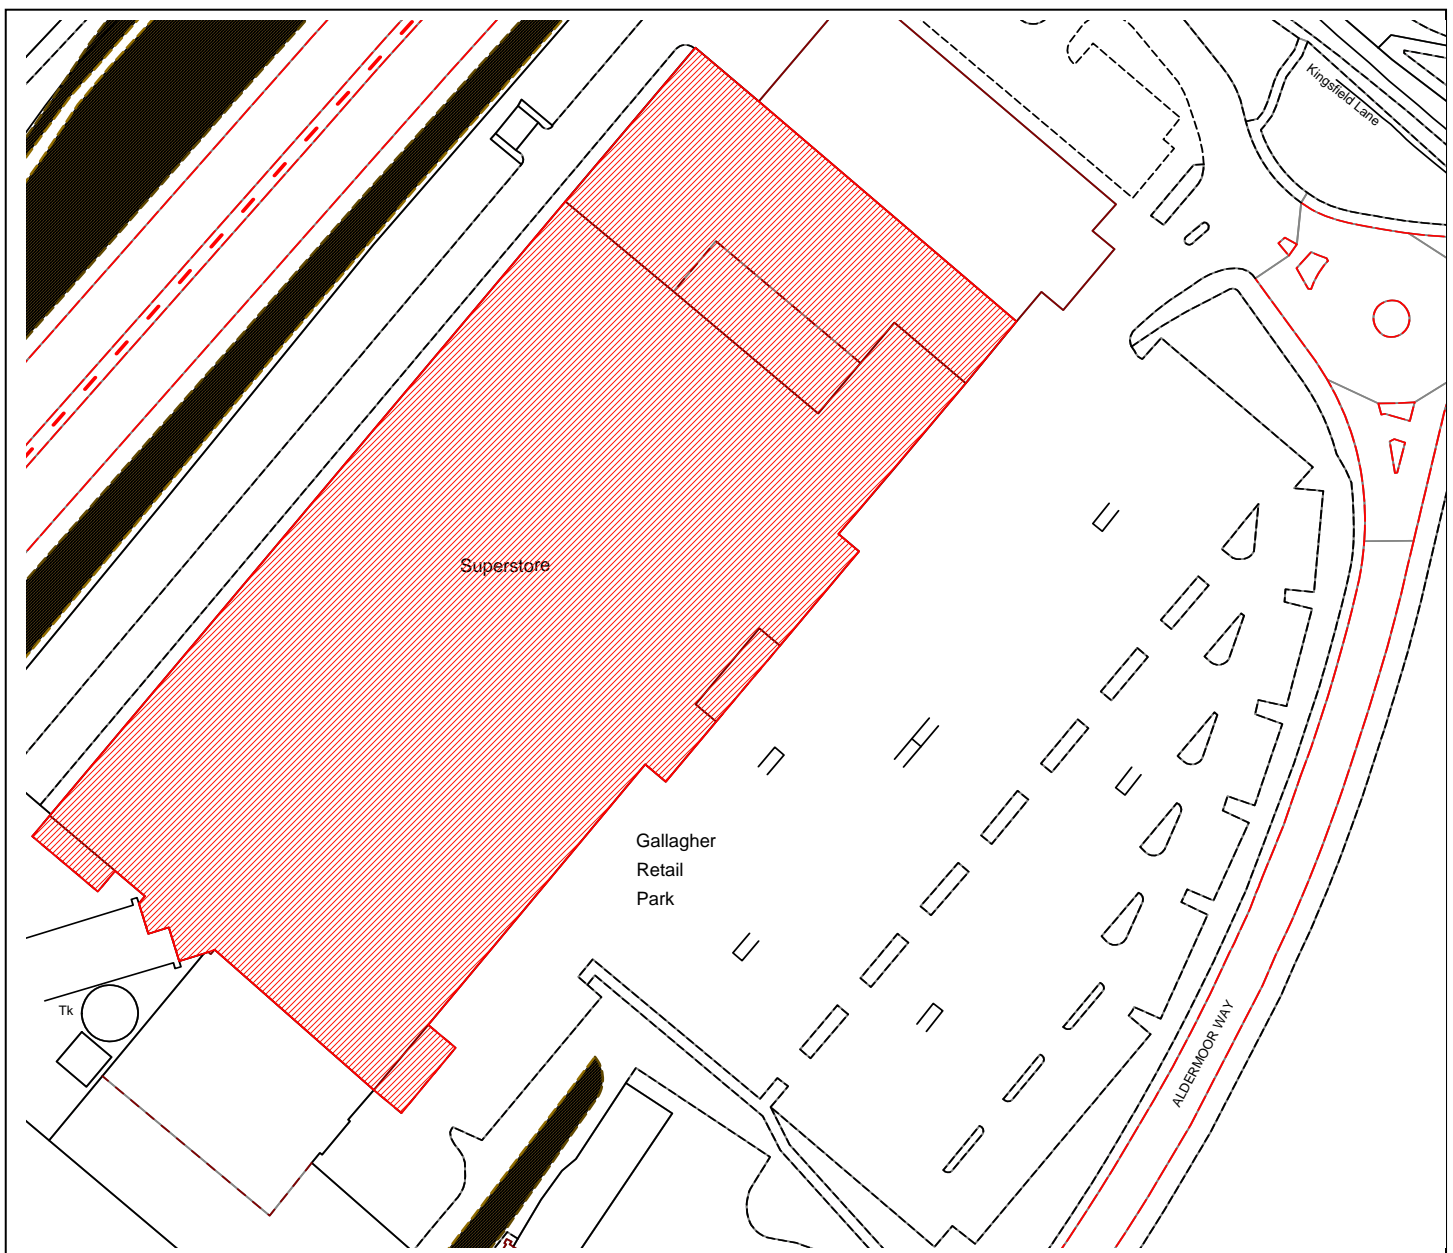 Kingsfield Lane
Superstore
Gallagher
Retail
Park
Tk
ALDERMOOR WAY